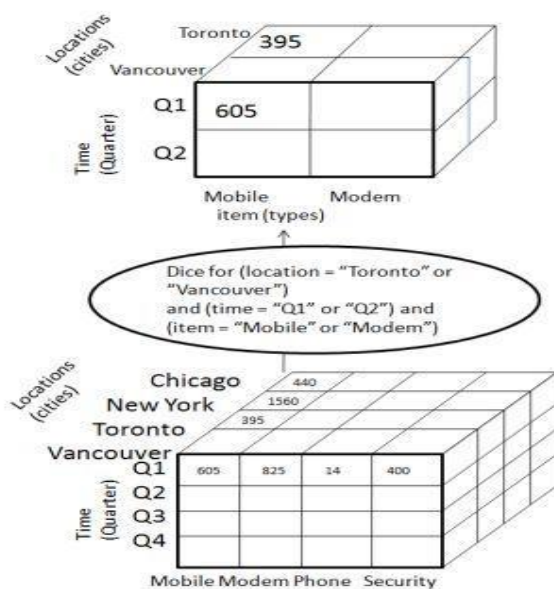 Locations
(cities)
Toronto
395
Vancouver
Q1
605
Q2
Time
(Quarter)
Mobile Modem
item (types)
Dice for (location = "Toronto" or
"Vancouver")
and (time = "Q1" or "Q2") and
(item = "Mobile" or "Modem")
Locations
(cities)
Chicago 440
New York 1560
Toronto 395
Vancouver
Q1 605 825 14 400
Q2
Q3
Q4
Time
(Quarter)
Mobile Modem Phone Security